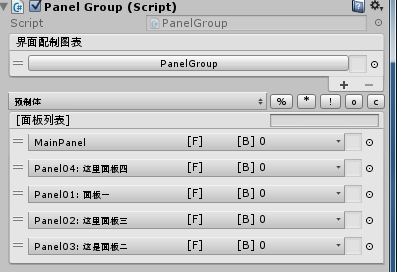 Panel Group (Script)
Script PanelGroup
界面配制图表
PanelGroup
+ -
预制体 % * ! o c
[面板列表]
MainPanel [F] [B] 0
Panel04: 这里面板四 [F] [B] 0
Panel01: 面板一 [F] [B] 0
Panel02: 这里面板三 [F] [B] 0
Panel03: 这是面板二 [F] [B] 0